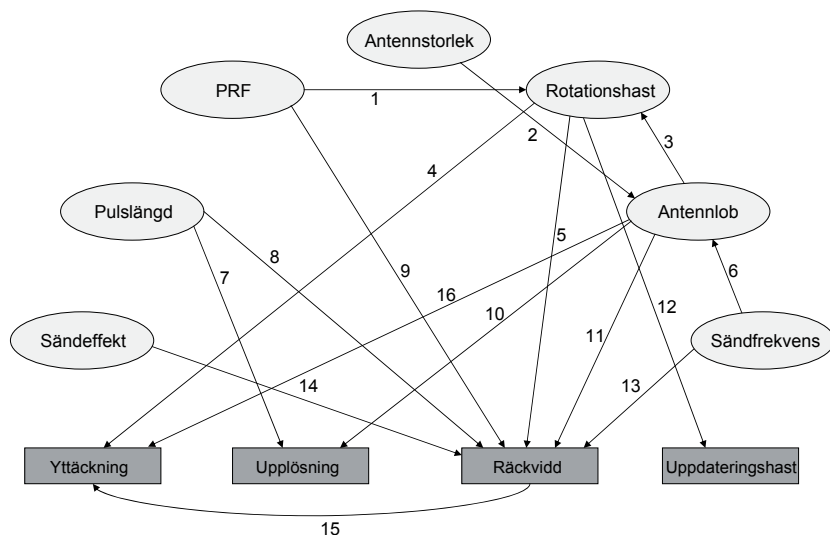 Antennstorlek
PRF
Rotationshast
1
2
3
4
Pulslängd
Antennlob
5
8
7
9
6
16
10
12
11
Sändeffekt
Sändfrekvens
14
13
Yttäckning
Upplösning
Räckvidd
Uppdateringshast
15